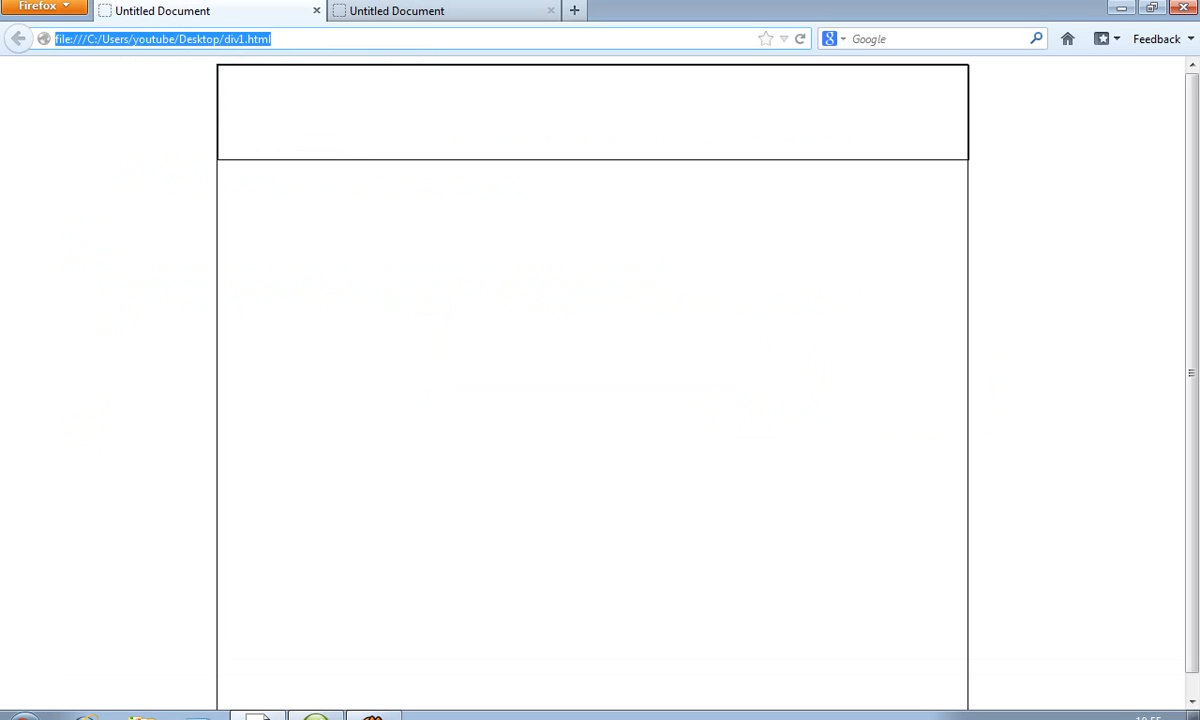 Firefox
Untitled Document
Untitled Document
file:///C:/Users/youtube/Desktop/div1.html
Google
Feedback